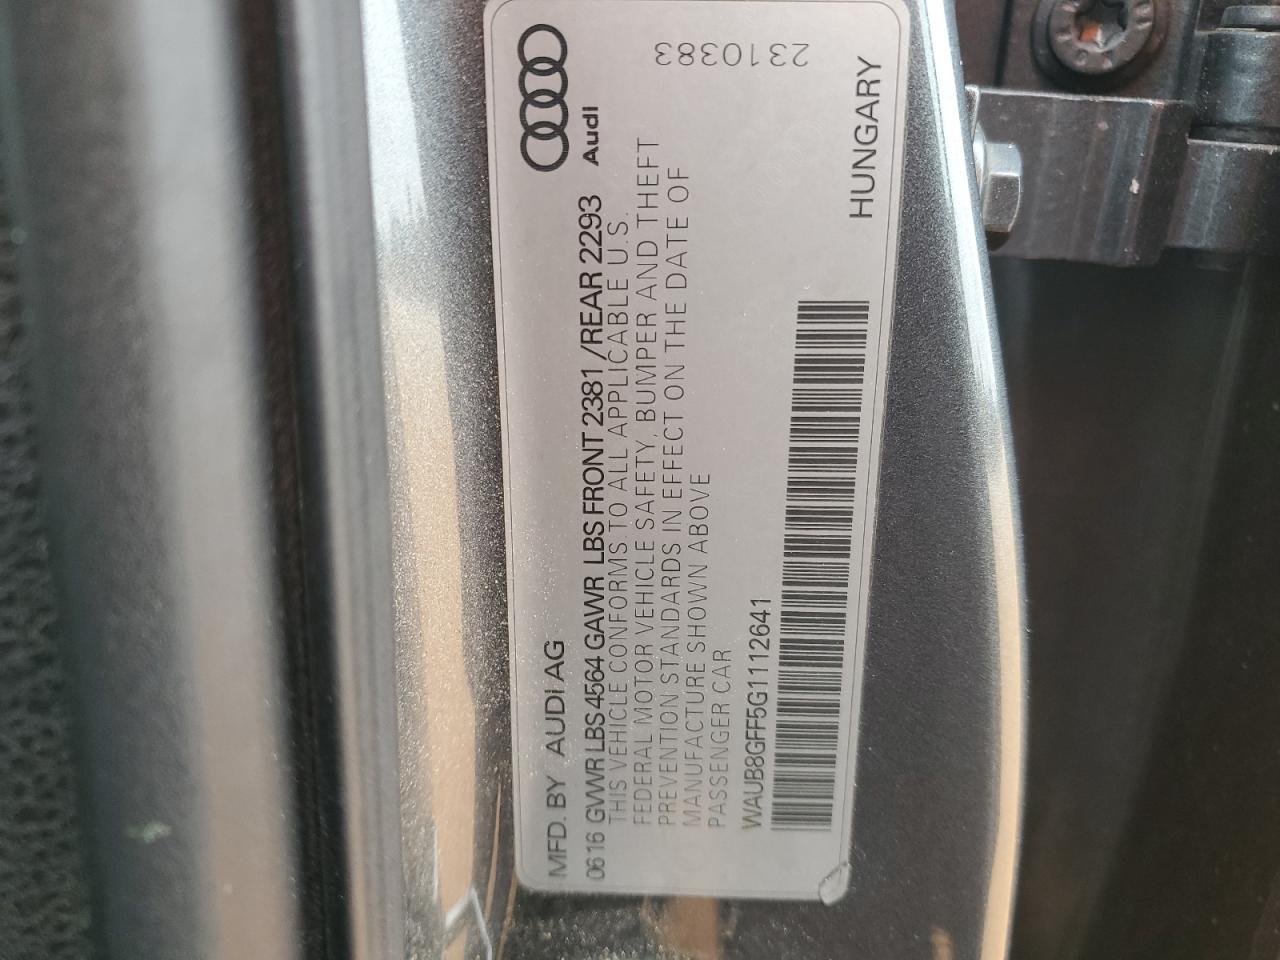 Audi
2310383
MFD. BY AUDI AG
0616 GVWR LBS 4564 GAWR LBS FRONT 2381 /REAR 2293
THIS VEHICLE CONFORMS TO ALL APPLICABLE U.S.
FEDERAL MOTOR VEHICLE SAFETY, BUMPER AND THEFT
PREVENTION STANDARDS IN EFFECT ON THE DATE OF
MANUFACTURE SHOWN ABOVE
PASSENGER CAR
WAUB8GFF5G1112641
HUNGARY